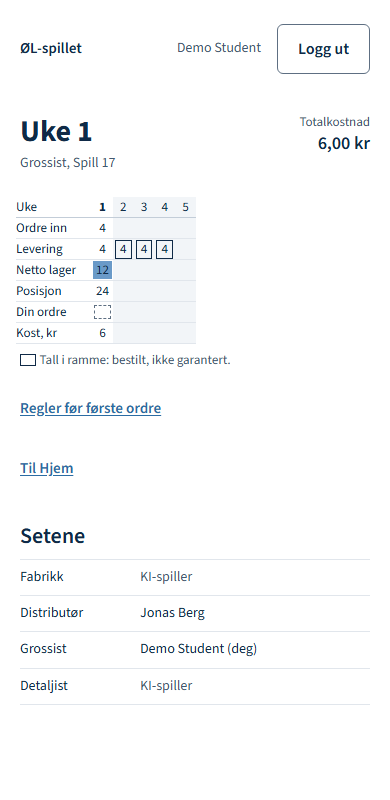 ØL-spillet
Demo Student
Logg ut
Uke 1
Totalkostnad
6,00 kr
Grossist, Spill 17
Uke 1 2 3 4 5
Ordre inn 4
Levering 4 4 4 4
Netto lager 12
Posisjon 24
Din ordre
Kost, kr 6
Tall i ramme: bestilt, ikke garantert.
Regler før første ordre
Til Hjem
Setene
Fabrikk KI-spiller
Distributør Jonas Berg
Grossist Demo Student (deg)
Detaljist KI-spiller